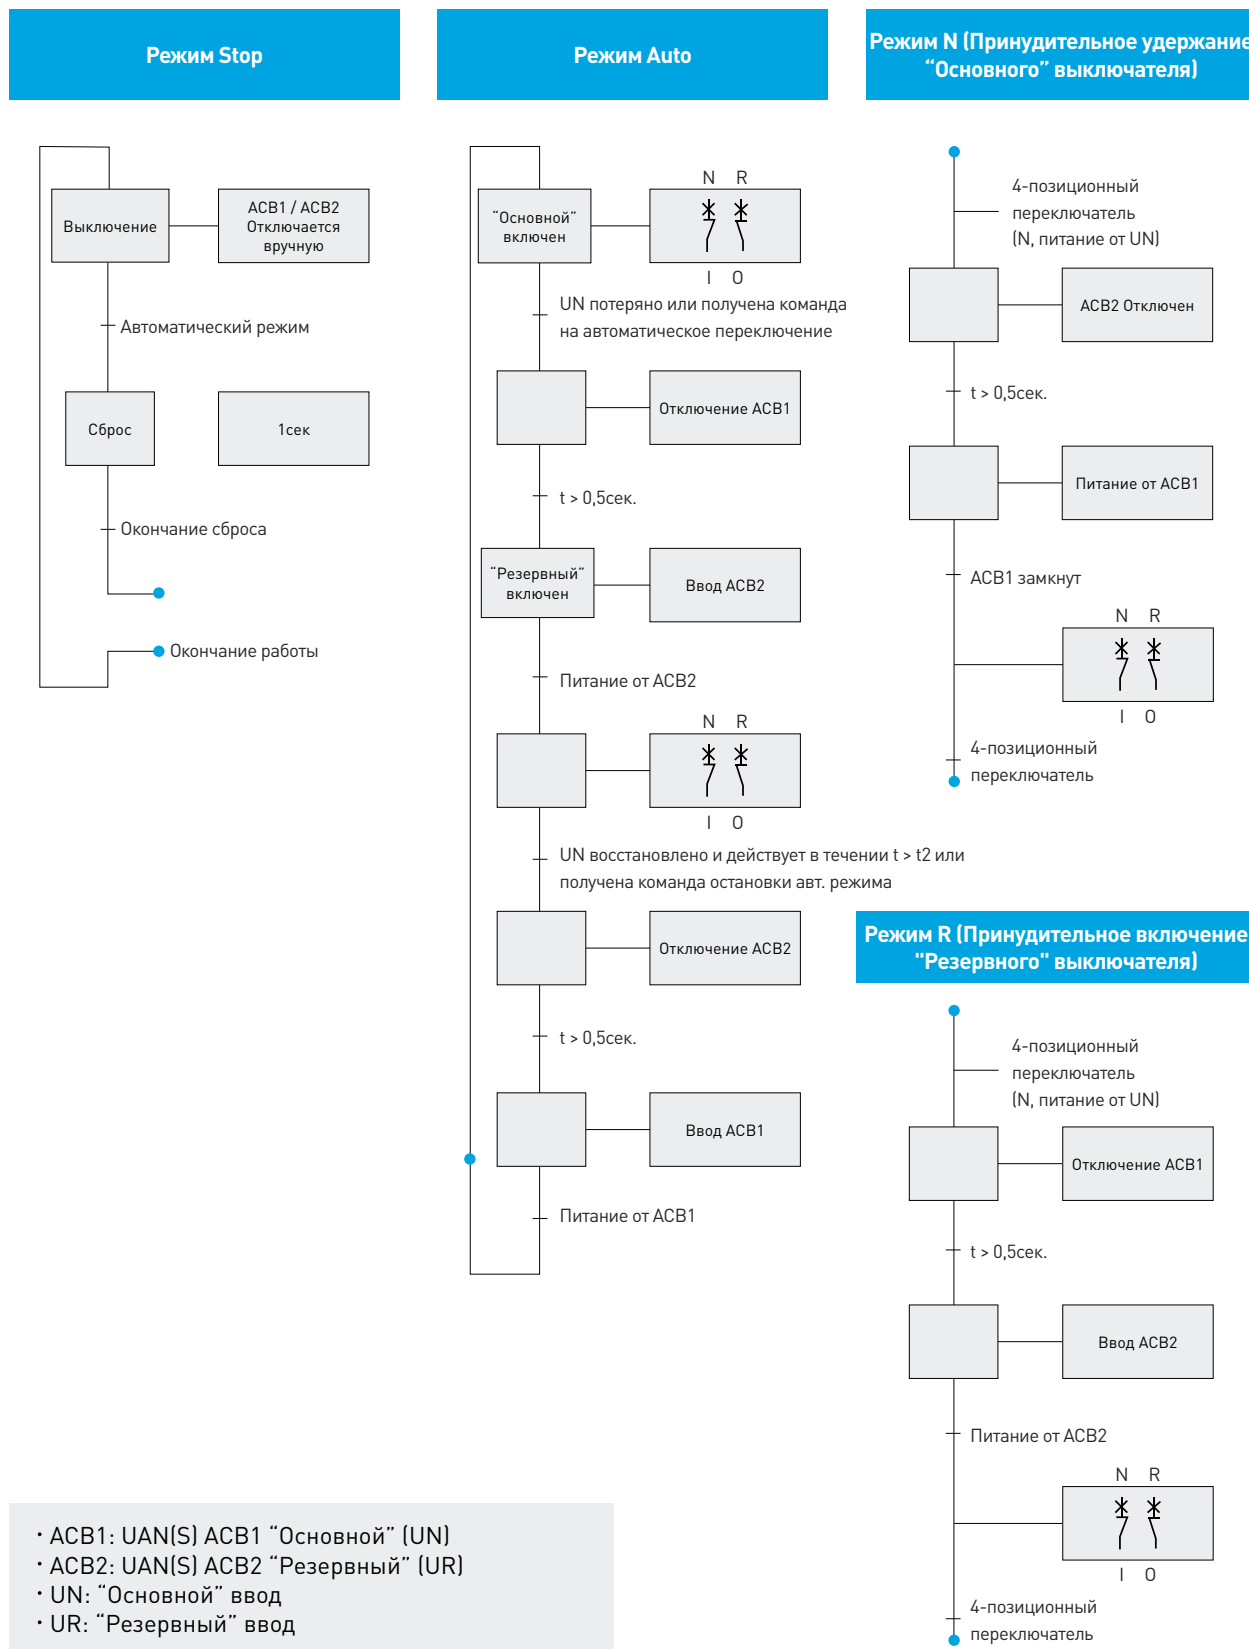 Режим Stop
Выключение
ACB1 / ACB2
Отключается
вручную
Автоматический режим
Сброс
1сек
Окончание сброса
Окончание работы
Режим Auto
“Основной”
включен
N R
I O
UN потеряно или получена команда
на автоматическое переключение
Отключение ACB1
t > 0,5сек.
“Резервный”
включен
Ввод ACB2
Питание от ACB2
N R
I O
UN восстановлено и действует в течении t > t2 или
получена команда остановки авт. режима
Отключение ACB2
t > 0,5сек.
Ввод ACB1
Питание от ACB1
Режим N (Принудительное удержание
“Основного” выключателя)
4-позиционный
переключатель
(N, питание от UN)
ACB2 Отключен
t > 0,5сек.
Питание от ACB1
ACB1 замкнут
N R
I O
4-позиционный
переключатель
Режим R (Принудительное включение
"Резервного" выключателя)
4-позиционный
переключатель
(N, питание от UN)
Отключение ACB1
t > 0,5сек.
Ввод ACB2
Питание от ACB2
N R
I O
4-позиционный
переключатель
· ACB1: UAN(S) ACB1 “Основной” (UN)
· ACB2: UAN(S) ACB2 “Резервный” (UR)
· UN: “Основной” ввод
· UR: “Резервный” ввод